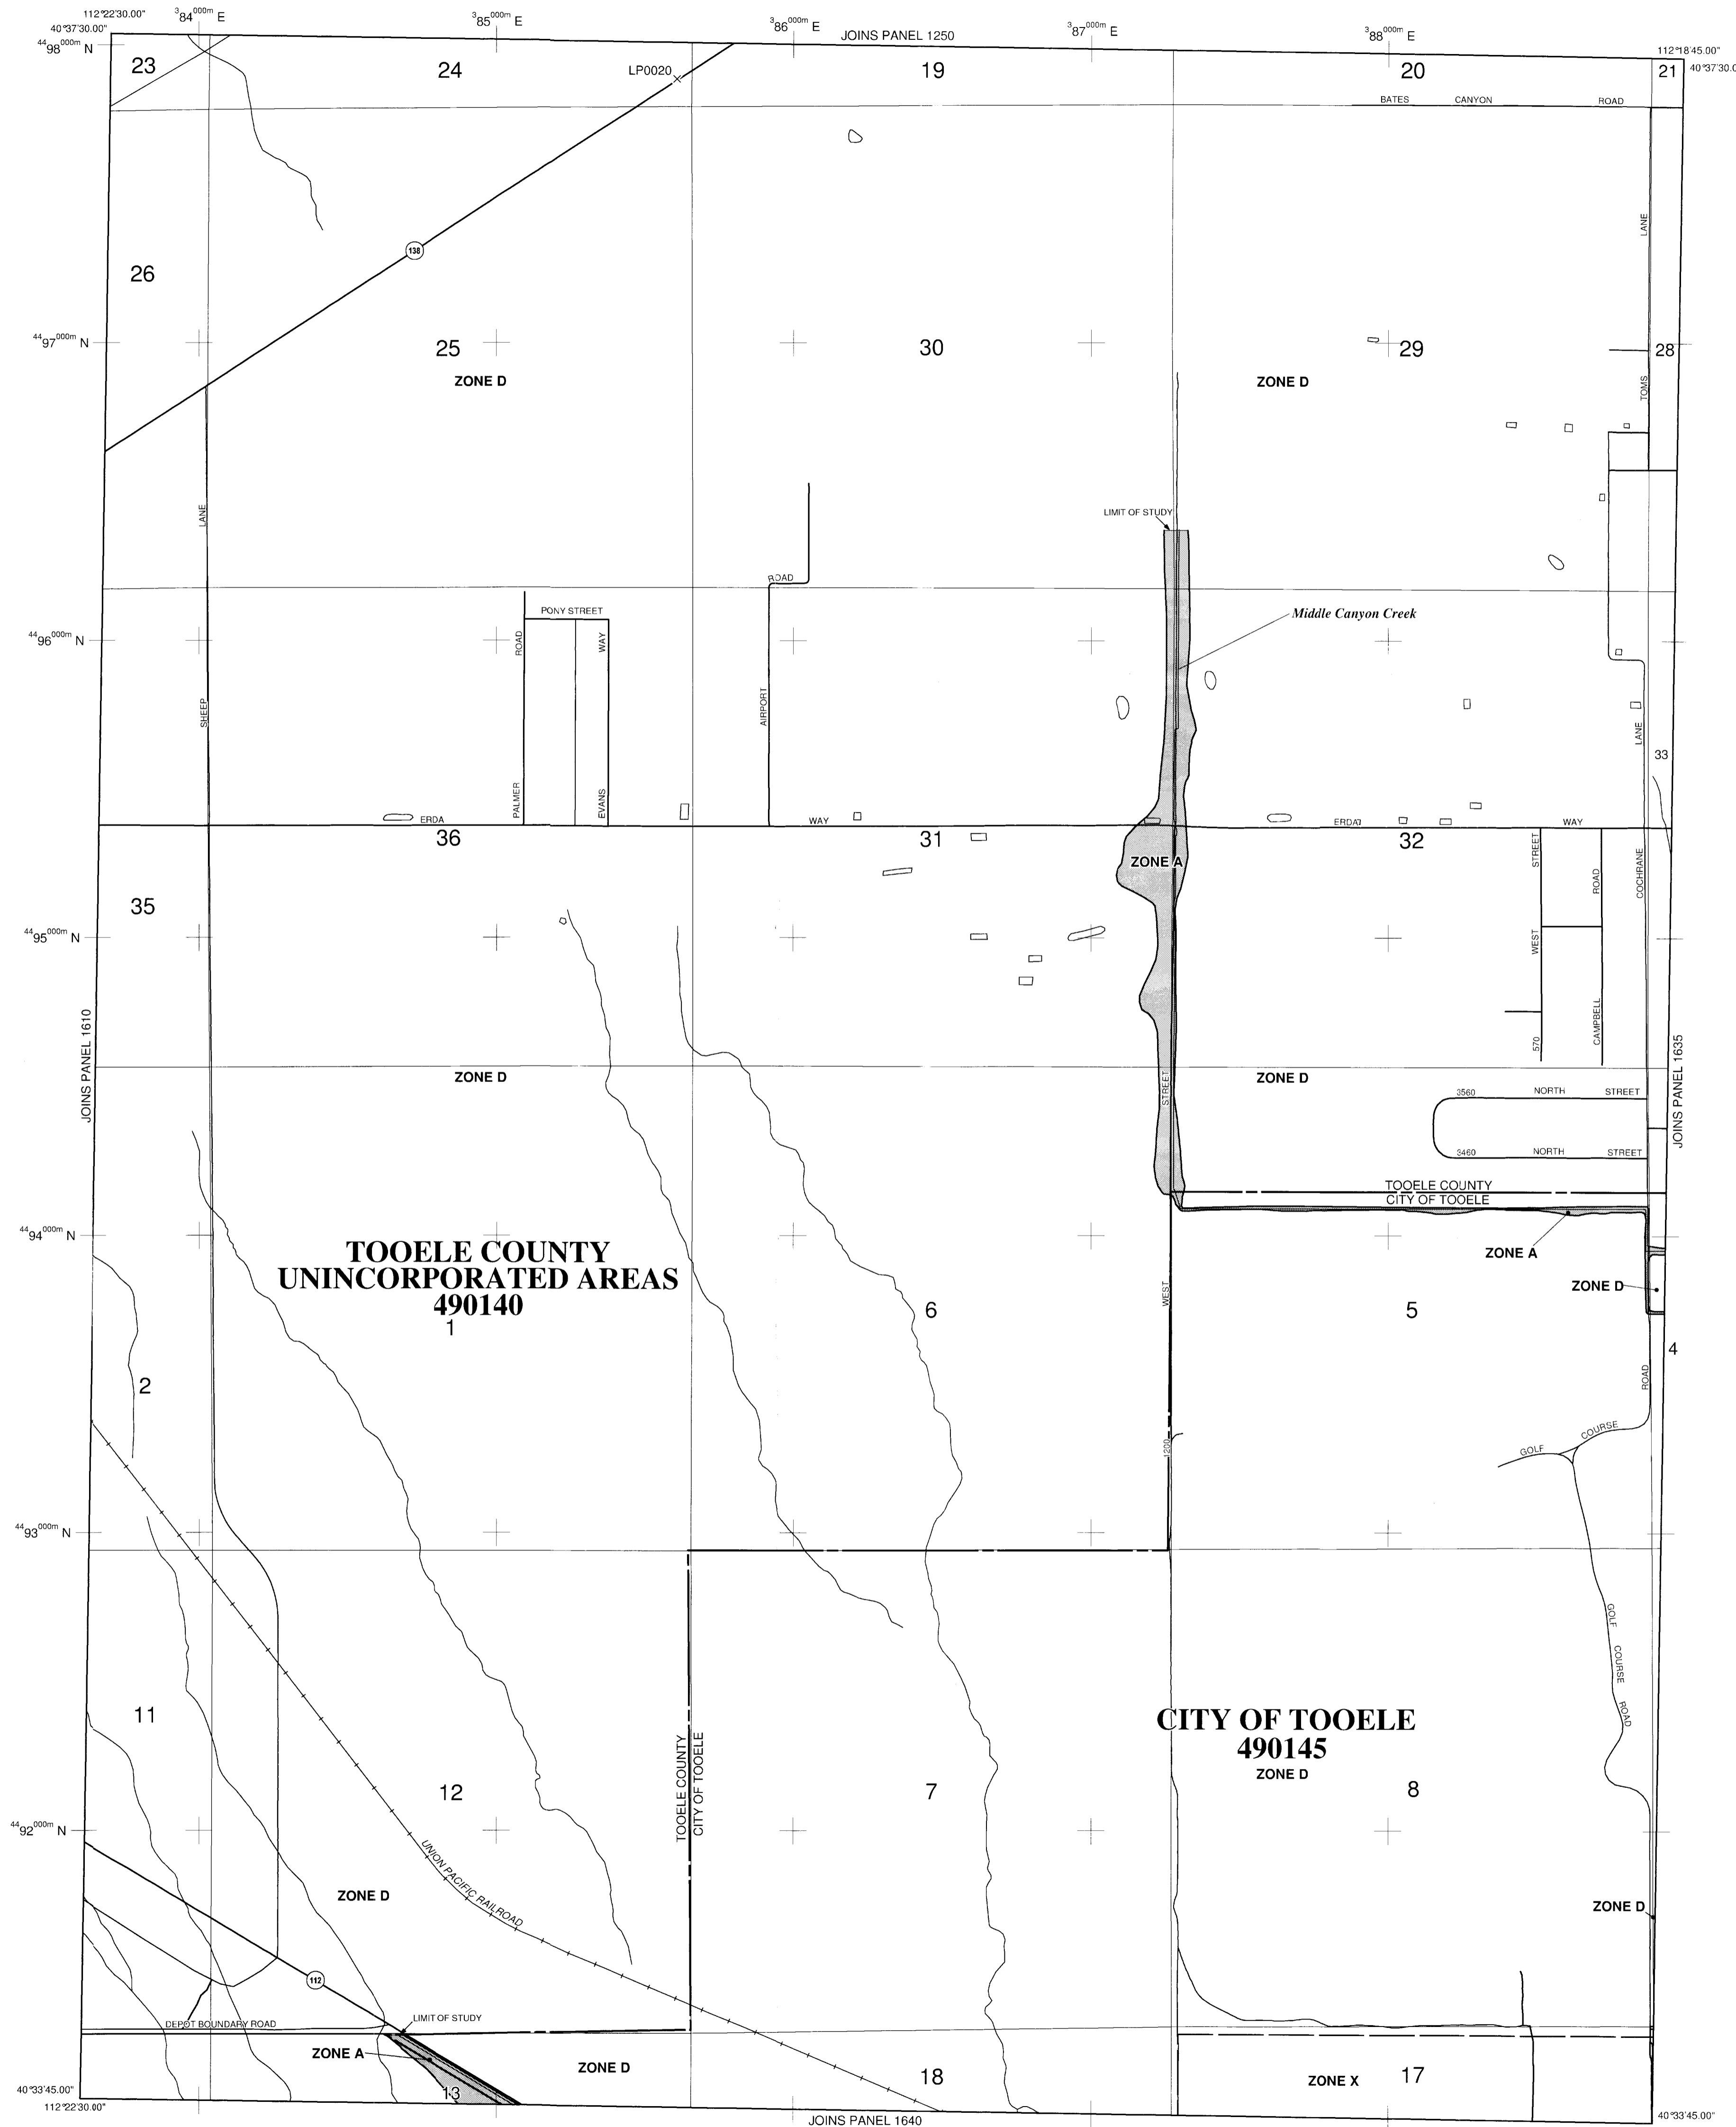 112°22'30.00"
³84⁰⁰⁰ᵐ E
³85⁰⁰⁰ᵐ E
³86⁰⁰⁰ᵐ E
JOINS PANEL 1250
³87⁰⁰⁰ᵐ E
³88⁰⁰⁰ᵐ E
112°18'45.00"
40°37'30.00"
⁴⁴98⁰⁰⁰ᵐ N
23
24
LP0020
19
20
21
40°37'30.0
BATES CANYON ROAD
LANE
138
26
⁴⁴97⁰⁰⁰ᵐ N
25
30
29
28
ZONE D
ZONE D
TOMS
LANE
LIMIT OF STUDY
ROAD
PONY STREET
Middle Canyon Creek
⁴⁴96⁰⁰⁰ᵐ N
ROAD
WAY
SHEEP
AIRPORT
LANE
33
PALMER
EVANS
ERDA
WAY
ERDA
WAY
36
31
32
ZONE A
STREET
ROAD
COCHRANE
35
⁴⁴95⁰⁰⁰ᵐ N
WEST
CAMPBELL
570
JOINS PANEL 1610
JOINS PANEL 1635
ZONE D
ZONE D
STREET
3560 NORTH STREET
3460 NORTH STREET
TOOELE COUNTY
CITY OF TOOELE
⁴⁴94⁰⁰⁰ᵐ N
ZONE A
TOOELE COUNTY
UNINCORPORATED AREAS
490140
1
ZONE D
WEST
6
5
4
2
ROAD
GOLF COURSE
1200
⁴⁴93⁰⁰⁰ᵐ N
GOLF COURSE ROAD
11
CITY OF TOOELE
490145
ZONE D
TOOELE COUNTY
CITY OF TOOELE
12
7
8
⁴⁴92⁰⁰⁰ᵐ N
UNION PACIFIC RAILROAD
ZONE D
ZONE D
112
LIMIT OF STUDY
DEPOT BOUNDARY ROAD
ZONE A
ZONE D
18
ZONE X
17
13
40°33'45.00"
112°22'30.00"
JOINS PANEL 1640
40°33'45.00"